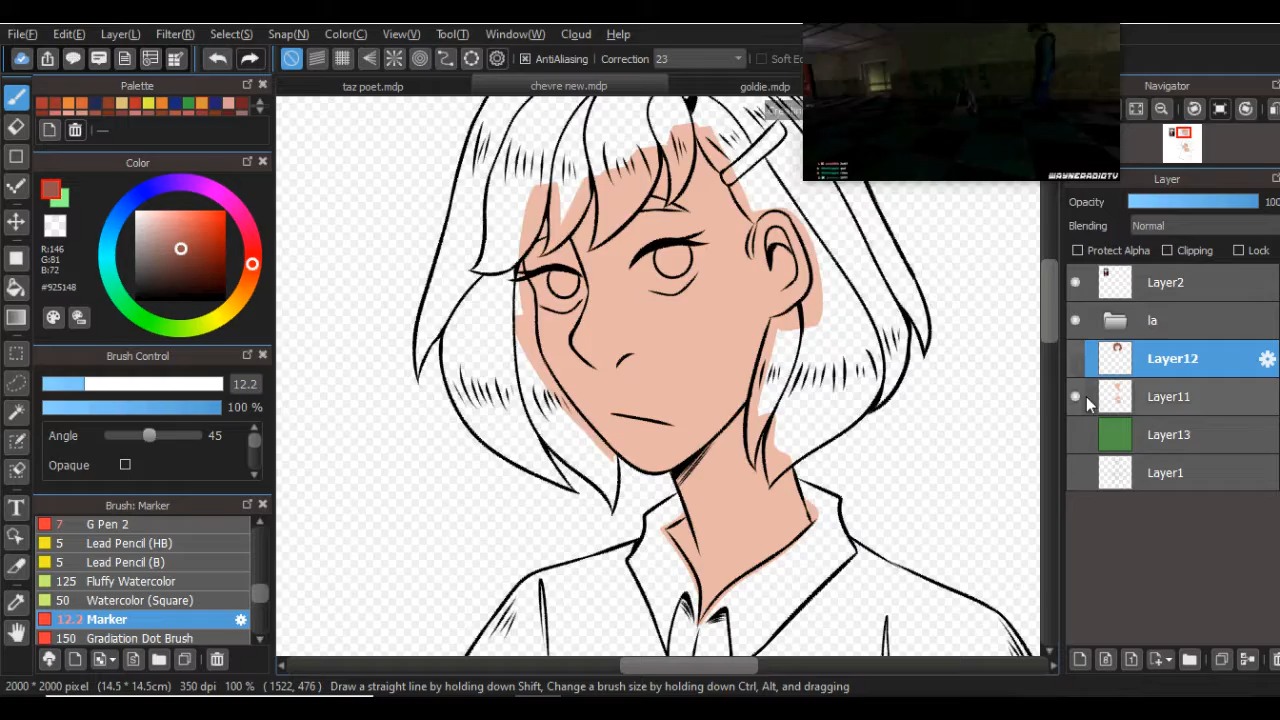 File(F) Edit(E) Layer(L) Filter(R) Select(S) Snap(N) Color(C) View(V) Tool(T) Window(W) Cloud Help
AntiAliasing Correction 23 Soft Ed
Palette
taz poet.mdp chevre new.mdp goldie.mdp
Navigator
Color
R:146
G:81
B:72
#925148
WAYNERADIOTV
Layer
Opacity 100
Blending Normal
Protect Alpha Clipping Lock
Layer2
la
Layer12
Layer11
Layer13
Layer1
Brush Control
12.2
100 %
Angle 45
Opaque
Brush: Marker
7 G Pen 2
5 Lead Pencil (HB)
5 Lead Pencil (B)
125 Fluffy Watercolor
50 Watercolor (Square)
12.2 Marker
150 Gradiation Dot Brush
2000 * 2000 pixel (14.5 * 14.5cm) 350 dpi 100 % ( 1522, 476 ) Draw a straight line by holding down Shift, Change a brush size by holding down Ctrl, Alt, and dragging